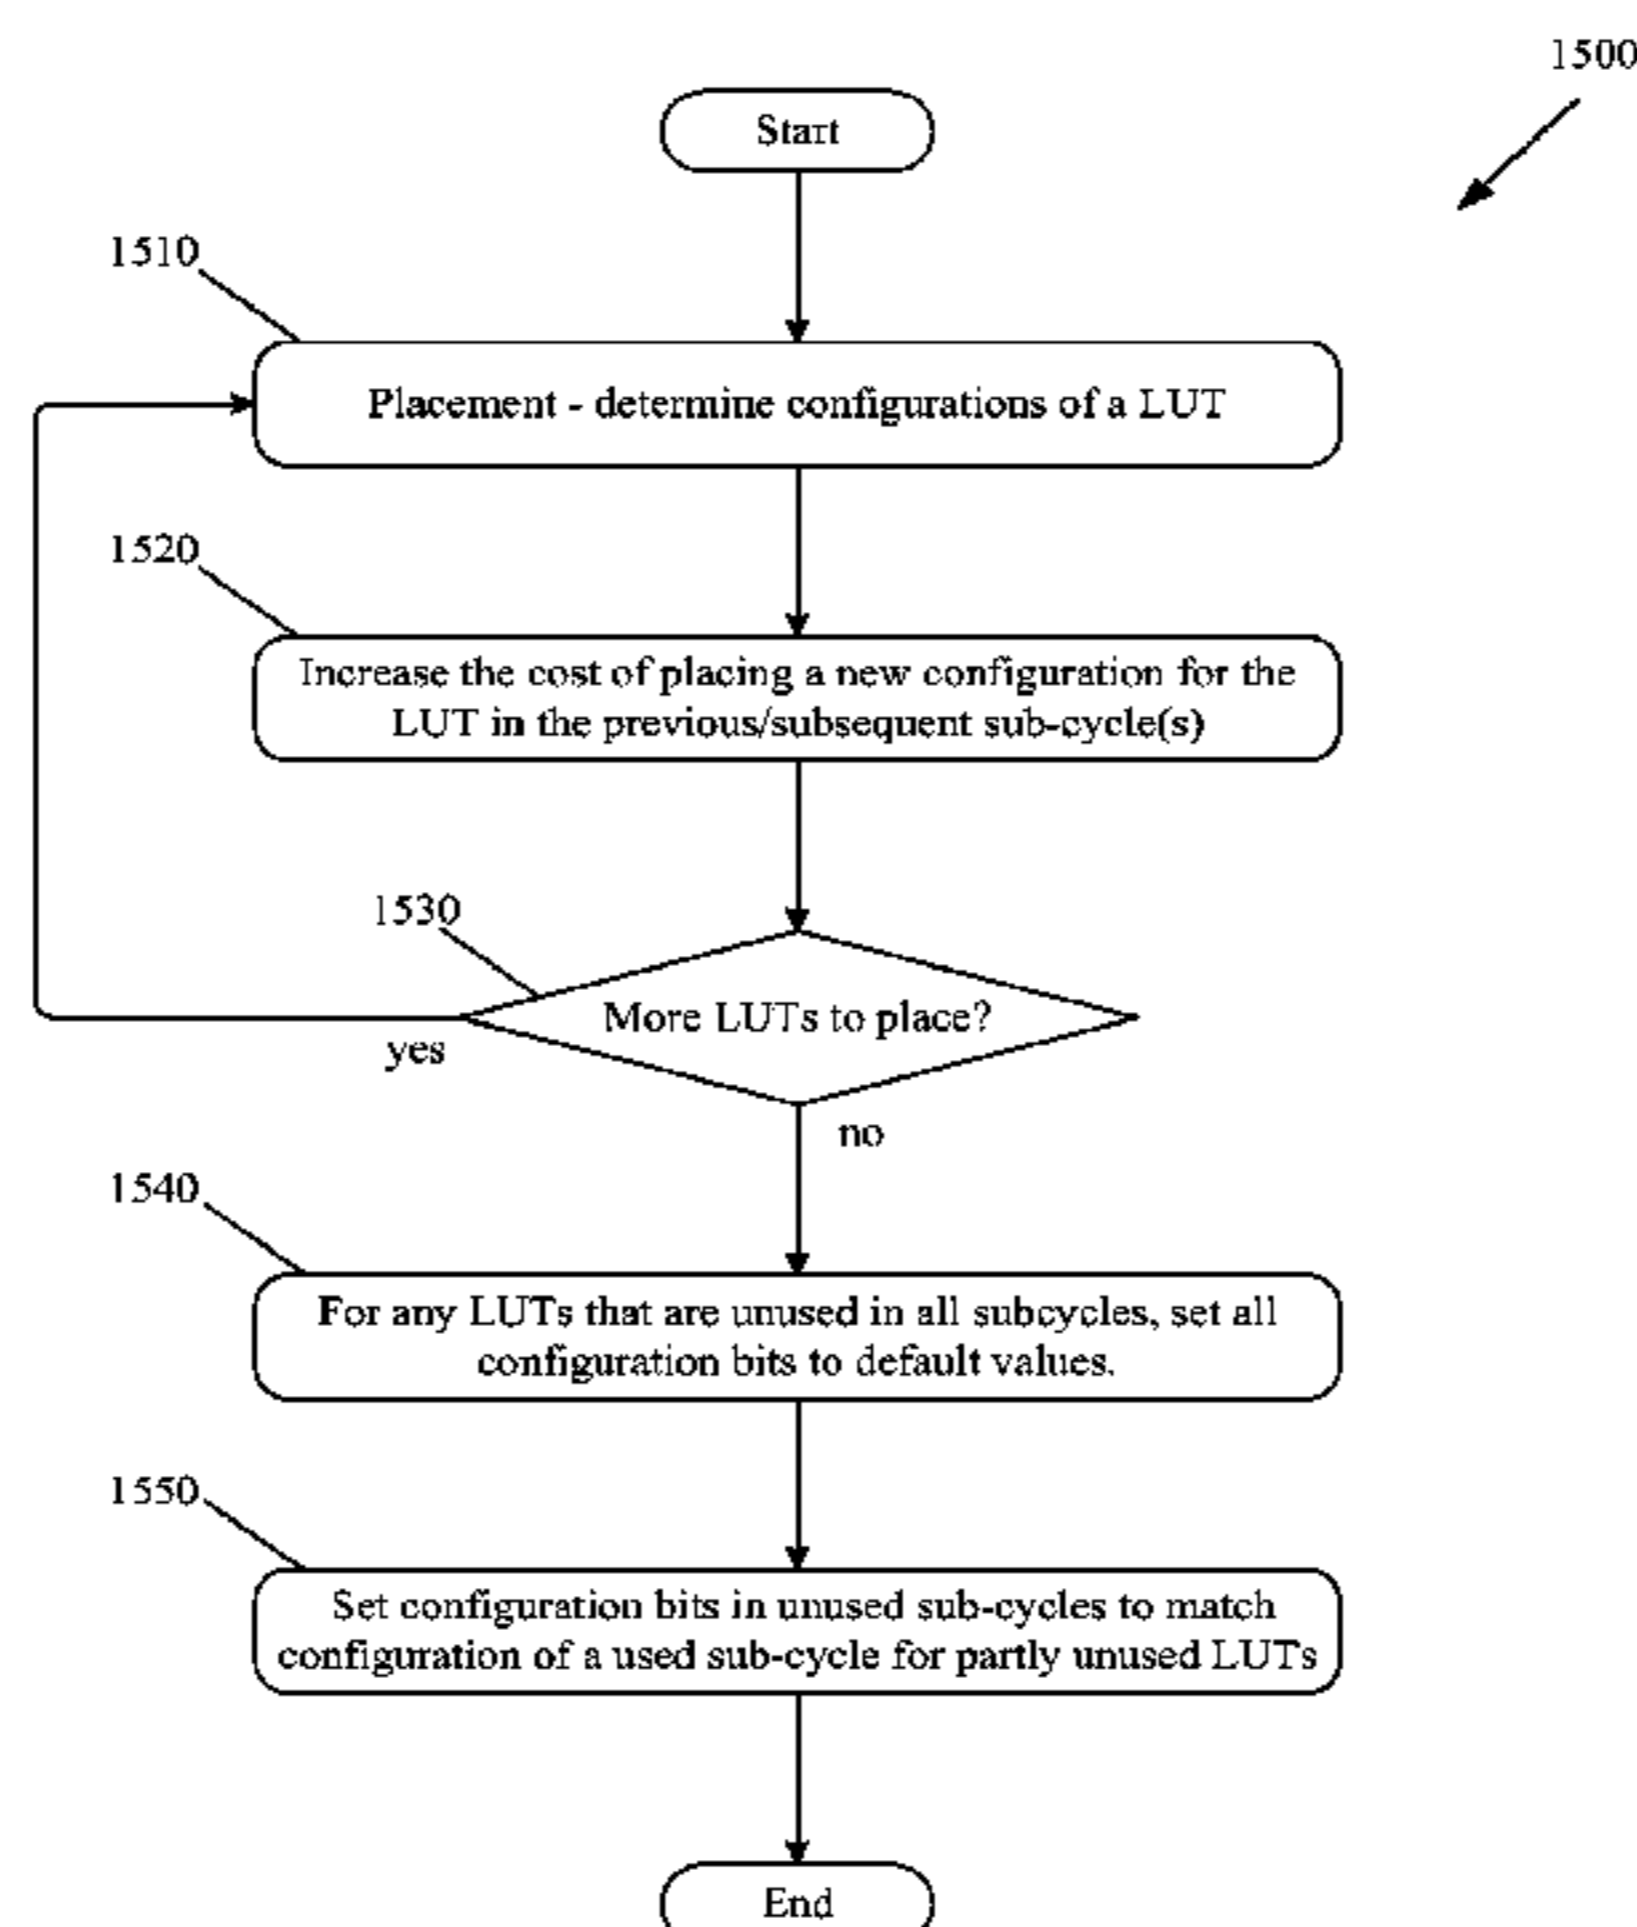 1500
Start
1510
Placement - determine configurations of a LUT
1520
Increase the cost of placing a new configuration for the
LUT in the previous/subsequent sub-cycle(s)
1530
More LUTs to place?
yes
no
1540
For any LUTs that are unused in all subcycles, set all
configuration bits to default values.
1550
Set configuration bits in unused sub-cycles to match
configuration of a used sub-cycle for partly unused LUTs
End